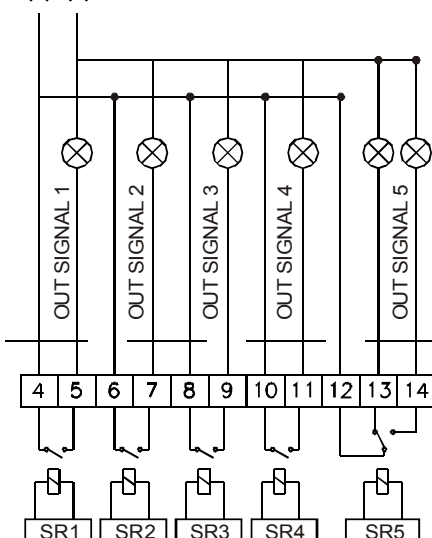 OUT SIGNAL 1
OUT SIGNAL 2
OUT SIGNAL 3
OUT SIGNAL 4
OUT SIGNAL 5
4 5 6 7 8 9 10 11 12 13 14
SR1 SR2 SR3 SR4 SR5